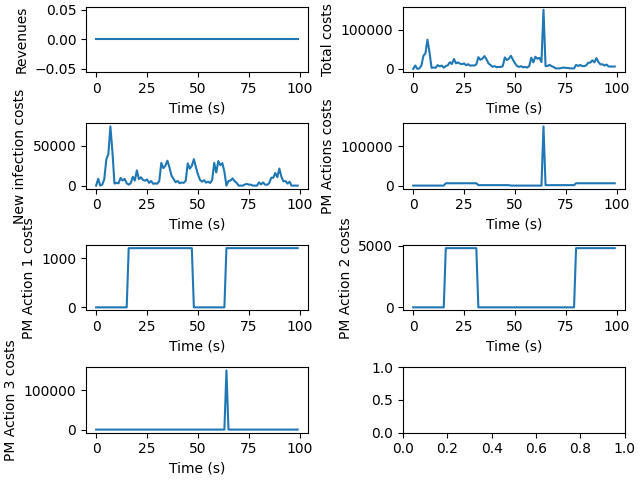 Revenues
0.05
0.00
−0.05
0 25 50 75 100
Time (s)
Total costs
100000
0
0 25 50 75 100
Time (s)
New infection costs
50000
0
0 25 50 75 100
Time (s)
PM Actions costs
100000
0
0 25 50 75 100
Time (s)
PM Action 1 costs
1000
0
0 25 50 75 100
Time (s)
PM Action 2 costs
5000
0
0 25 50 75 100
Time (s)
PM Action 3 costs
100000
0
0 25 50 75 100
Time (s)
1.0
0.5
0.0
0.0 0.2 0.4 0.6 0.8 1.0